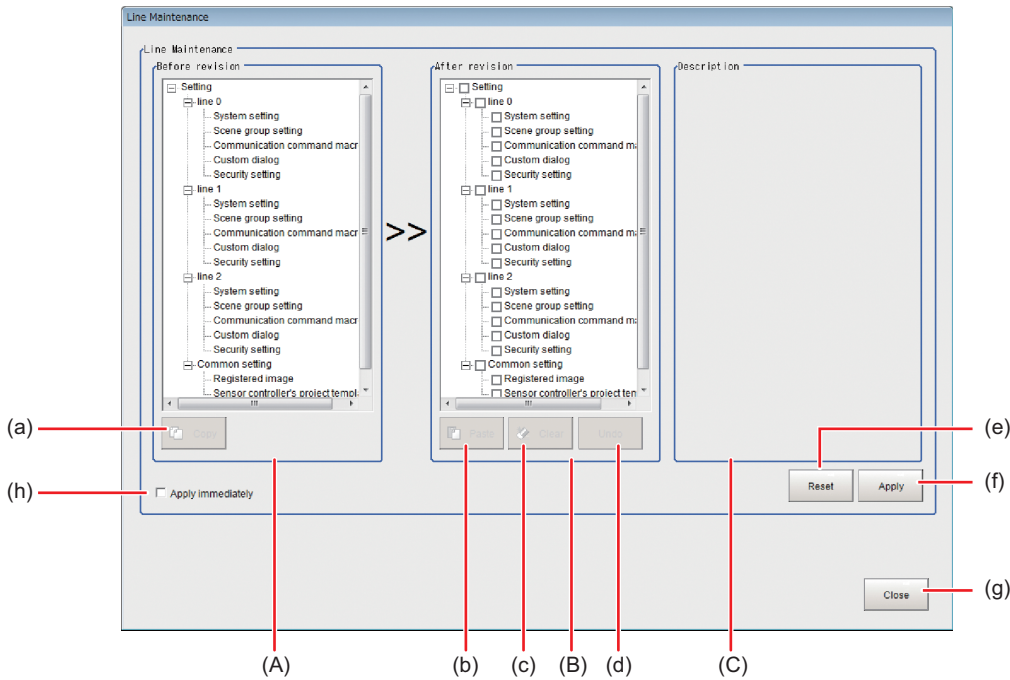 Line Maintenance
Line Maintenance
Before revision
Setting
line 0
System setting
Scene group setting
Communication command macr
Custom dialog
Security setting
line 1
System setting
Scene group setting
Communication command macr
Custom dialog
Security setting
line 2
System setting
Scene group setting
Communication command macr
Custom dialog
Security setting
Common setting
Registered image
Sensor controller's project templ
Copy
>>
After revision
Setting
line 0
System setting
Scene group setting
Communication command m
Custom dialog
Security setting
line 1
System setting
Scene group setting
Communication command m
Custom dialog
Security setting
line 2
System setting
Scene group setting
Communication command m
Custom dialog
Security setting
Common setting
Registered image
Sensor controller's project ten
Paste
Clear
Undo
Description
Apply immediately
Reset
Apply
Close
(a)
(h)
(e)
(f)
(g)
(A)
(b)
(c)
(B)
(d)
(C)